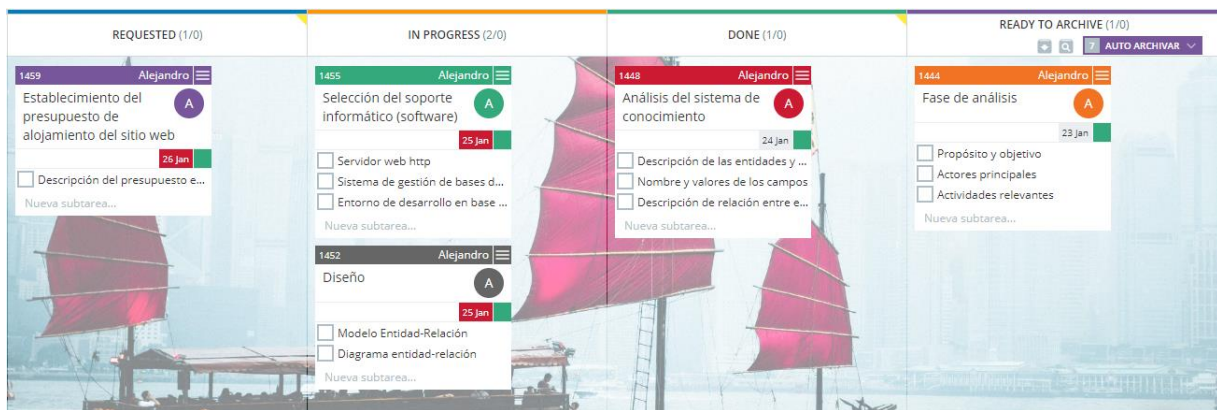 REQUESTED (1/0)
1459 Alejandro
Establecimiento del
presupuesto de
alojamiento del sitio web
A
26 Jan
Descripción del presupuesto e...
Nueva subtarea...
IN PROGRESS (2/0)
1455 Alejandro
Selección del soporte
informático (software)
A
25 Jan
Servidor web http
Sistema de gestión de bases d...
Entorno de desarrollo en base ...
Nueva subtarea...
1452 Alejandro
Diseño
A
25 Jan
Modelo Entidad-Relación
Diagrama entidad-relación
Nueva subtarea...
DONE (1/0)
1448 Alejandro
Análisis del sistema de
conocimiento
A
24 Jan
Descripción de las entidades y ...
Nombre y valores de los campos
Descripción de relación entre e...
Nueva subtarea...
READY TO ARCHIVE (1/0)
7 AUTO ARCHIVAR
1444 Alejandro
Fase de análisis
A
23 Jan
Propósito y objetivo
Actores principales
Actividades relevantes
Nueva subtarea...